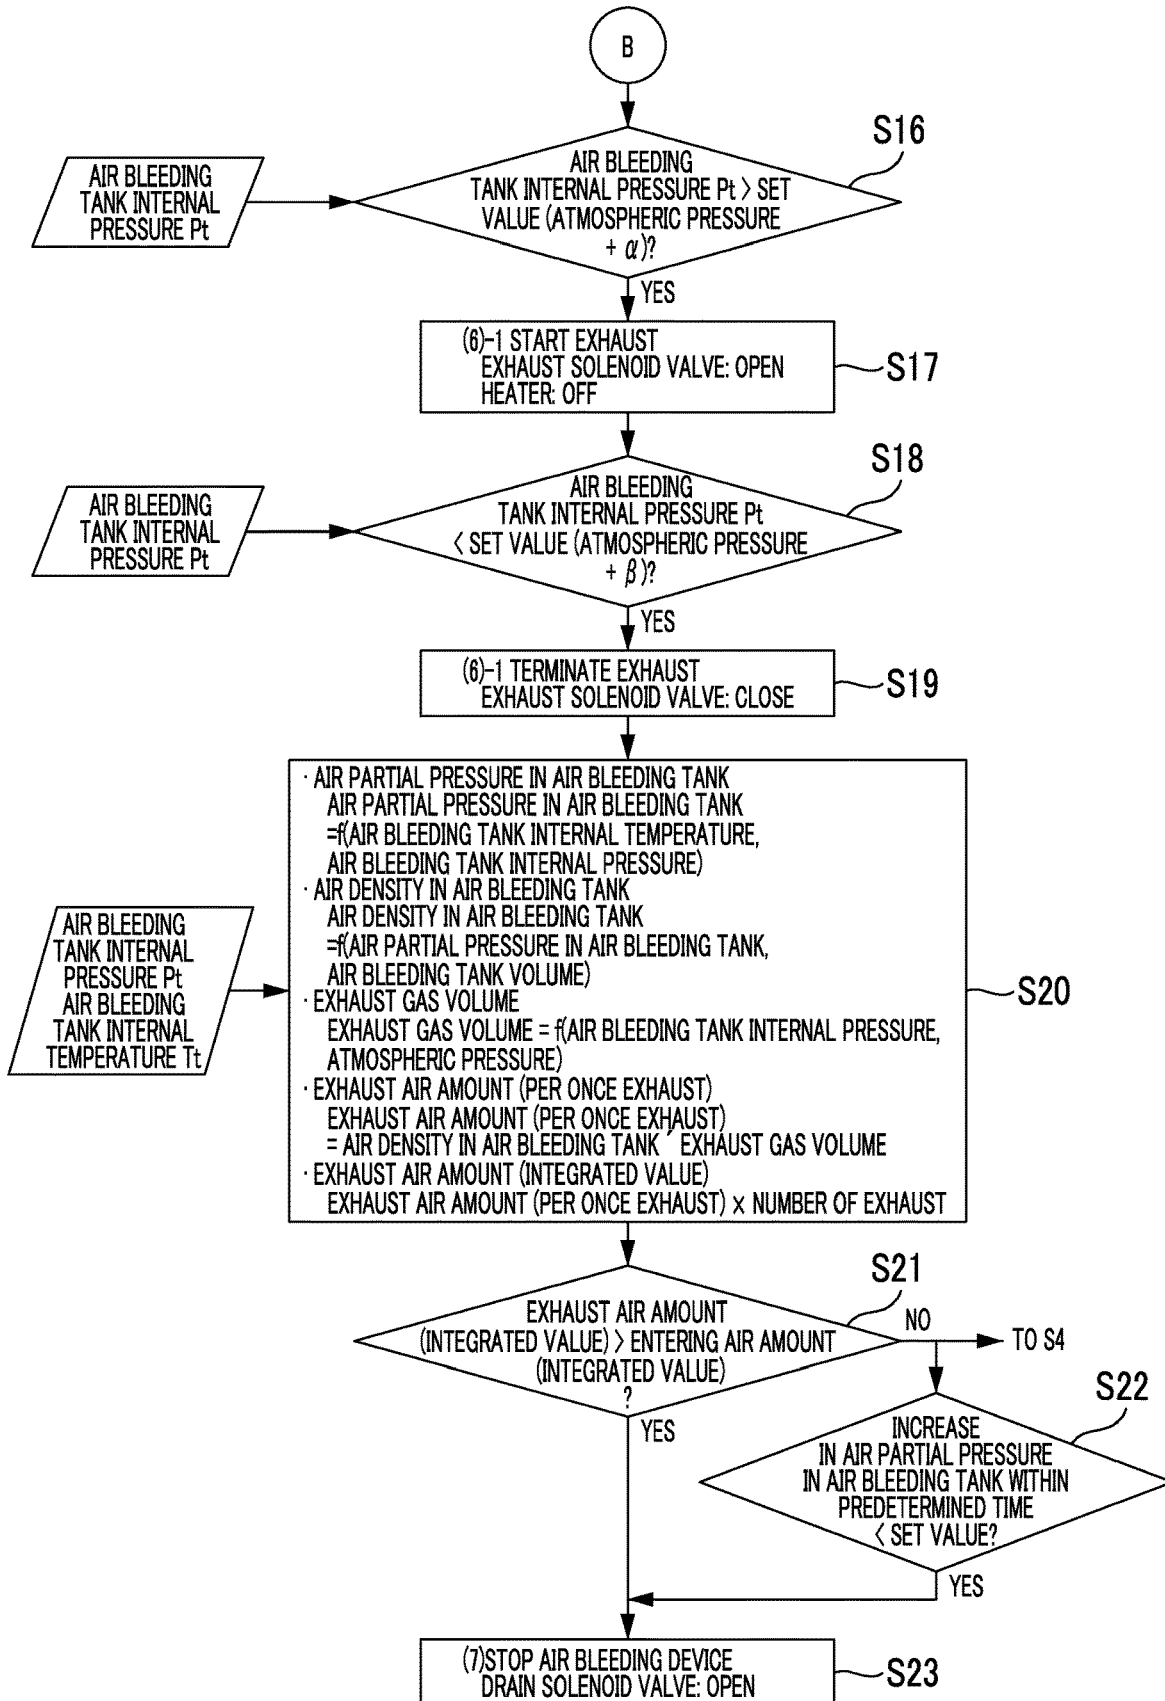 B
S16
AIR BLEEDING
TANK INTERNAL
PRESSURE Pt
AIR BLEEDING
TANK INTERNAL PRESSURE Pt > SET
VALUE (ATMOSPHERIC PRESSURE
+ α)?
YES
(6)-1 START EXHAUST
EXHAUST SOLENOID VALVE: OPEN
HEATER: OFF
S17
S18
AIR BLEEDING
TANK INTERNAL
PRESSURE Pt
AIR BLEEDING
TANK INTERNAL PRESSURE Pt
< SET VALUE (ATMOSPHERIC PRESSURE
+ β)?
YES
(6)-1 TERMINATE EXHAUST
EXHAUST SOLENOID VALVE: CLOSE
S19
AIR BLEEDING
TANK INTERNAL
PRESSURE Pt
AIR BLEEDING
TANK INTERNAL
TEMPERATURE Tt
· AIR PARTIAL PRESSURE IN AIR BLEEDING TANK
AIR PARTIAL PRESSURE IN AIR BLEEDING TANK
=f(AIR BLEEDING TANK INTERNAL TEMPERATURE,
AIR BLEEDING TANK INTERNAL PRESSURE)
· AIR DENSITY IN AIR BLEEDING TANK
AIR DENSITY IN AIR BLEEDING TANK
=f(AIR PARTIAL PRESSURE IN AIR BLEEDING TANK,
AIR BLEEDING TANK VOLUME)
· EXHAUST GAS VOLUME
EXHAUST GAS VOLUME = f(AIR BLEEDING TANK INTERNAL PRESSURE,
ATMOSPHERIC PRESSURE)
· EXHAUST AIR AMOUNT (PER ONCE EXHAUST)
EXHAUST AIR AMOUNT (PER ONCE EXHAUST)
= AIR DENSITY IN AIR BLEEDING TANK ´ EXHAUST GAS VOLUME
· EXHAUST AIR AMOUNT (INTEGRATED VALUE)
EXHAUST AIR AMOUNT (PER ONCE EXHAUST) × NUMBER OF EXHAUST
S20
S21
EXHAUST AIR AMOUNT
(INTEGRATED VALUE) > ENTERING AIR AMOUNT
(INTEGRATED VALUE)
?
NO
TO S4
YES
S22
INCREASE
IN AIR PARTIAL PRESSURE
IN AIR BLEEDING TANK WITHIN
PREDETERMINED TIME
< SET VALUE?
YES
(7)STOP AIR BLEEDING DEVICE
DRAIN SOLENOID VALVE: OPEN
S23